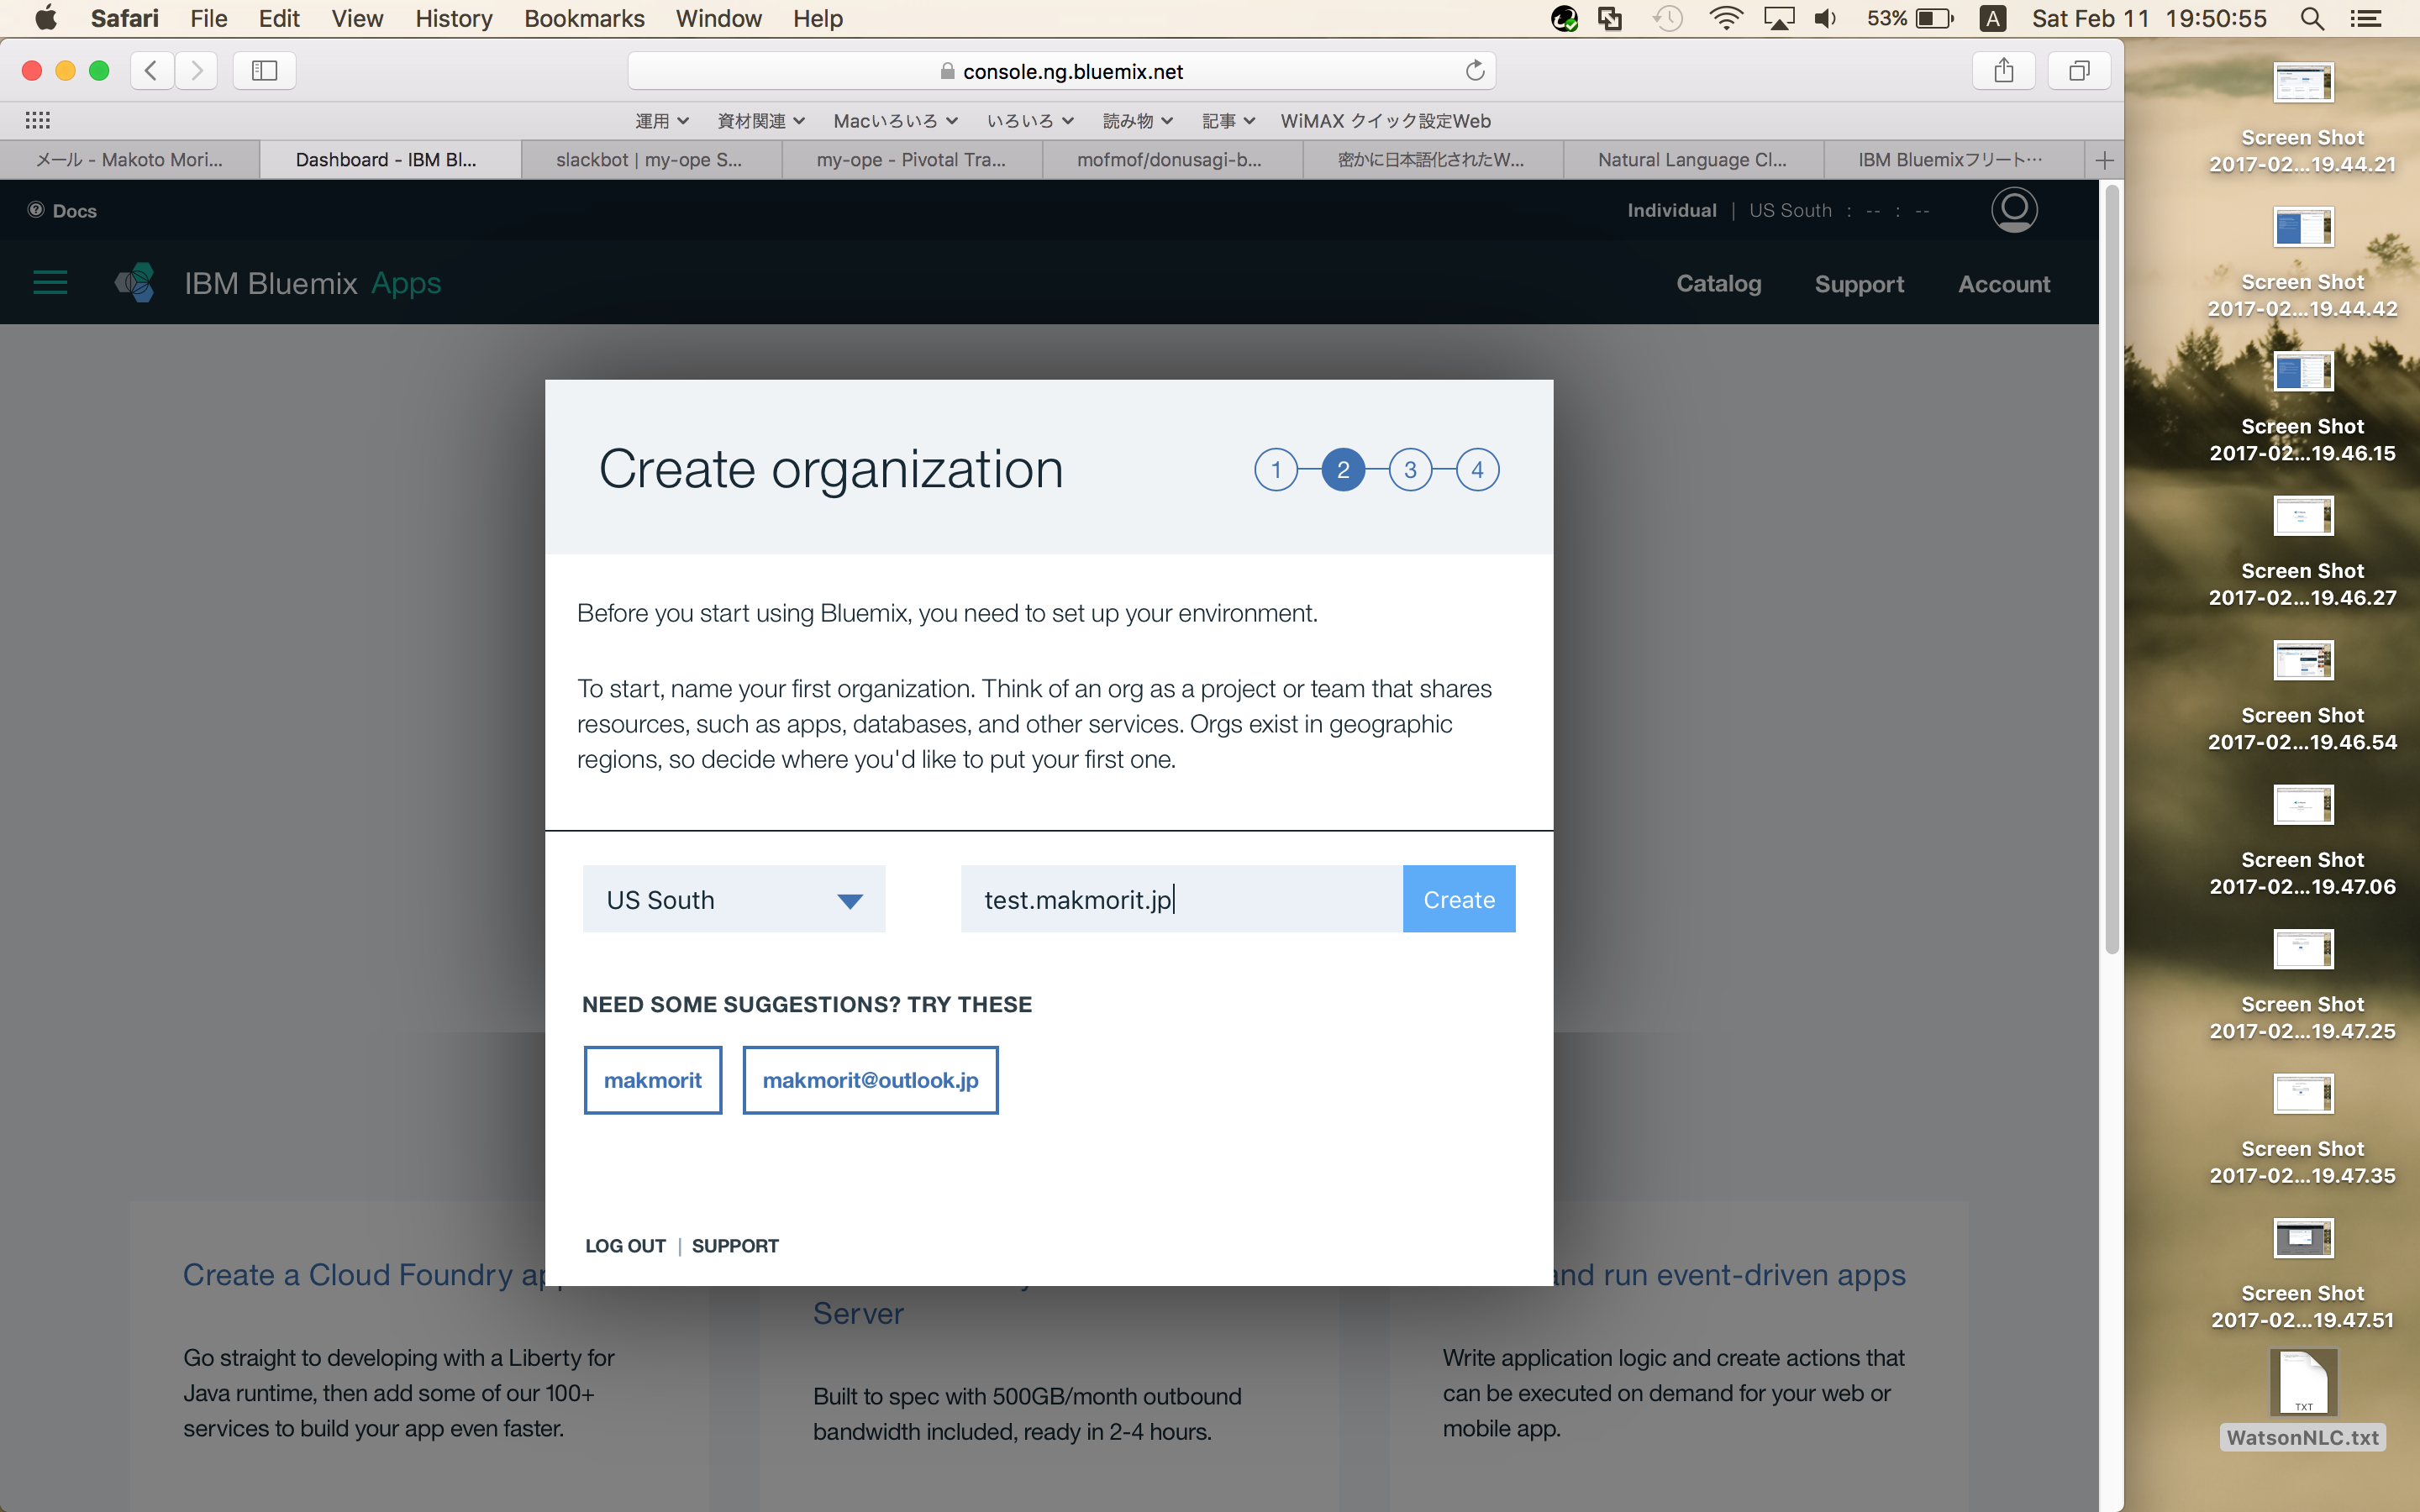 Safari File Edit View History Bookmarks Window Help
53% A Sat Feb 11 19:50:55
console.ng.bluemix.net
運用 資材関連 Macいろいろ いろいろ 読み物 記事 WiMAX クイック設定Web
メール - Makoto Mori...
Dashboard - IBM Bl...
slackbot | my-ope S...
my-ope - Pivotal Tra...
mofmof/donusagi-b...
密かに日本語化されたW...
Natural Language Cl...
IBM Bluemixフリート…
Docs
Individual | US South : -- : --
IBM Bluemix Apps
Catalog Support Account
Create organization
1 2 3 4
Before you start using Bluemix, you need to set up your environment.
To start, name your first organization. Think of an org as a project or team that shares
resources, such as apps, databases, and other services. Orgs exist in geographic
regions, so decide where you'd like to put your first one.
US South
test.makmorit.jp
Create
NEED SOME SUGGESTIONS? TRY THESE
makmorit
makmorit@outlook.jp
LOG OUT | SUPPORT
Create a Cloud Foundry
Go straight to developing with a Liberty for
Java runtime, then add some of our 100+
services to build your app even faster.
Server
Built to spec with 500GB/month outbound
bandwidth included, ready in 2-4 hours.
and run event-driven apps
Write application logic and create actions that
can be executed on demand for your web or
mobile app.
Screen Shot
2017-02...19.44.21
Screen Shot
2017-02...19.44.42
Screen Shot
2017-02...19.46.15
Screen Shot
2017-02...19.46.27
Screen Shot
2017-02...19.46.54
Screen Shot
2017-02...19.47.06
Screen Shot
2017-02...19.47.25
Screen Shot
2017-02...19.47.35
Screen Shot
2017-02...19.47.51
TXT
WatsonNLC.txt